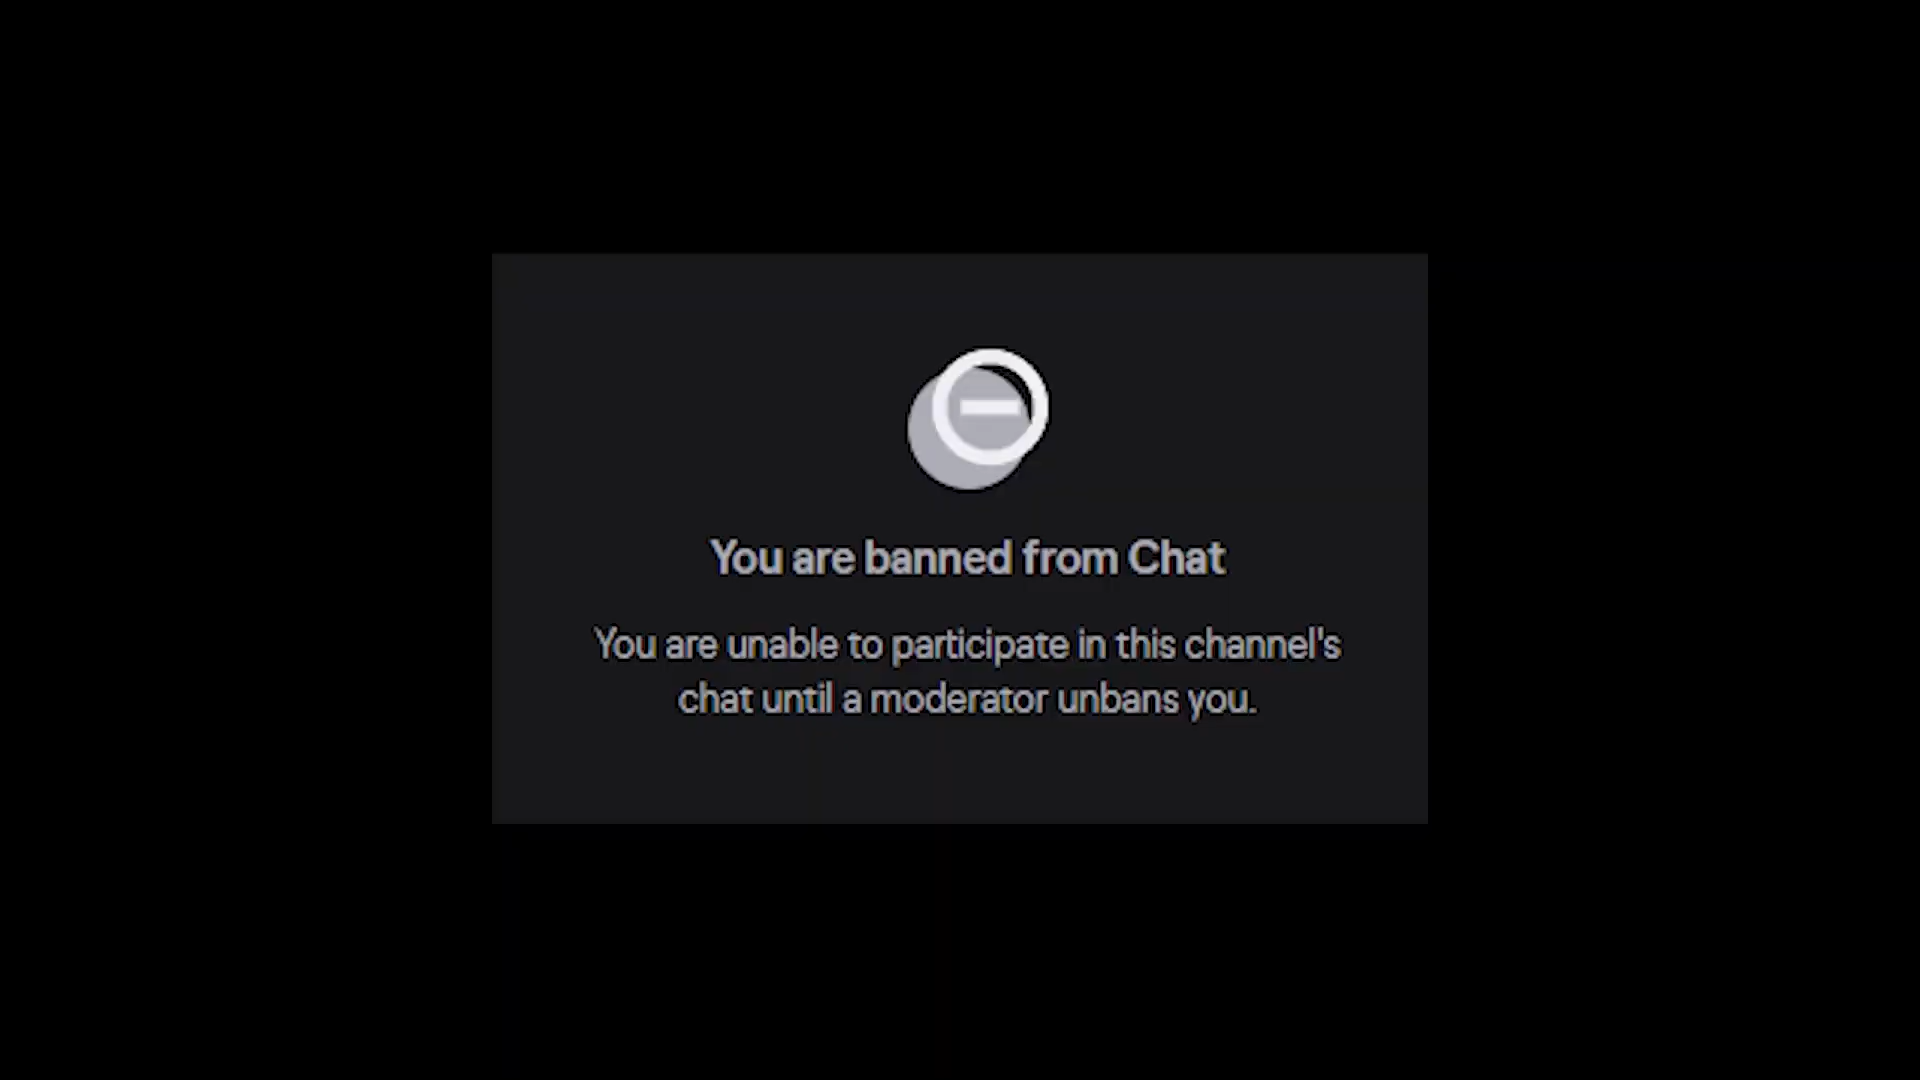 You are banned from Chat
You are unable to participate in this channel's
chat until a moderator unbans you.